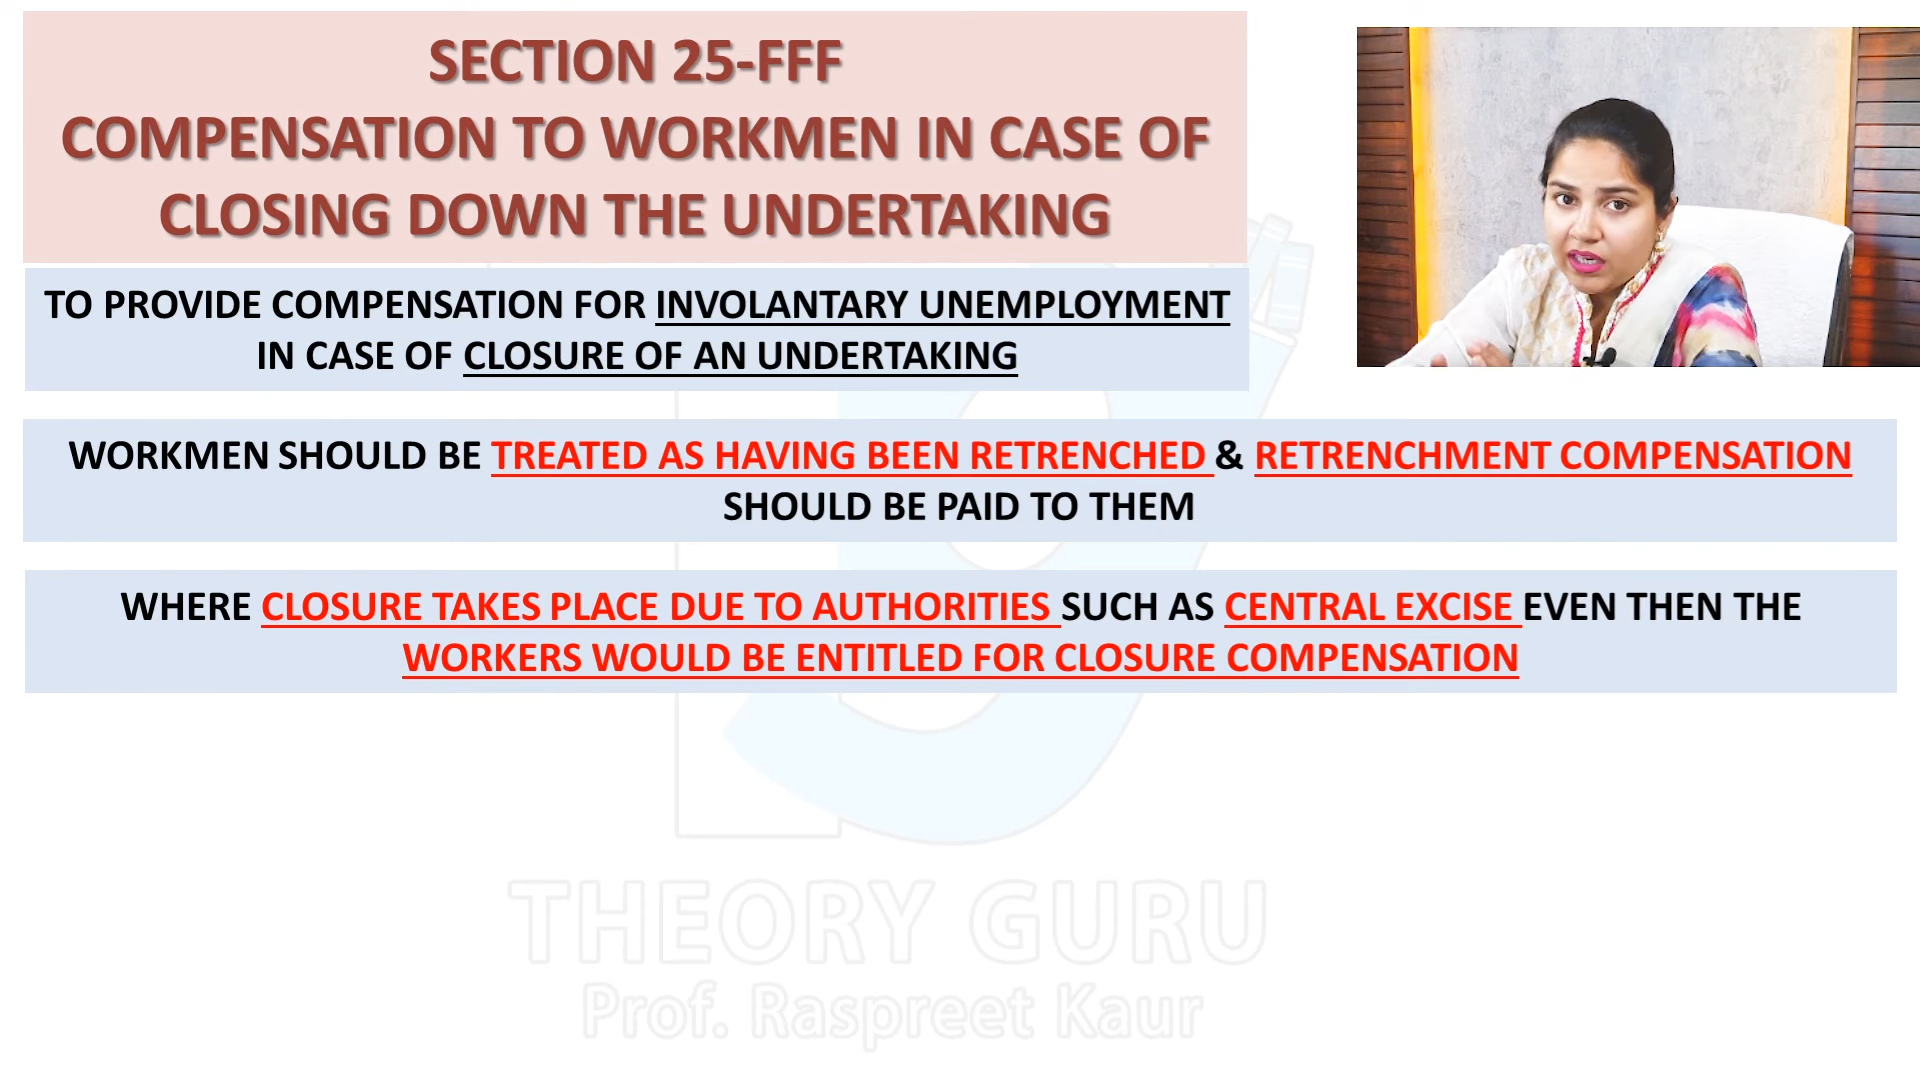 SECTION 25-FFF
COMPENSATION TO WORKMEN IN CASE OF
CLOSING DOWN THE UNDERTAKING
TO PROVIDE COMPENSATION FOR INVOLANTARY UNEMPLOYMENT
IN CASE OF CLOSURE OF AN UNDERTAKING
WORKMEN SHOULD BE TREATED AS HAVING BEEN RETRENCHED & RETRENCHMENT COMPENSATION
SHOULD BE PAID TO THEM
WHERE CLOSURE TAKES PLACE DUE TO AUTHORITIES SUCH AS CENTRAL EXCISE EVEN THEN THE
WORKERS WOULD BE ENTITLED FOR CLOSURE COMPENSATION
THEORY GURU
Prof. Raspreet Kaur